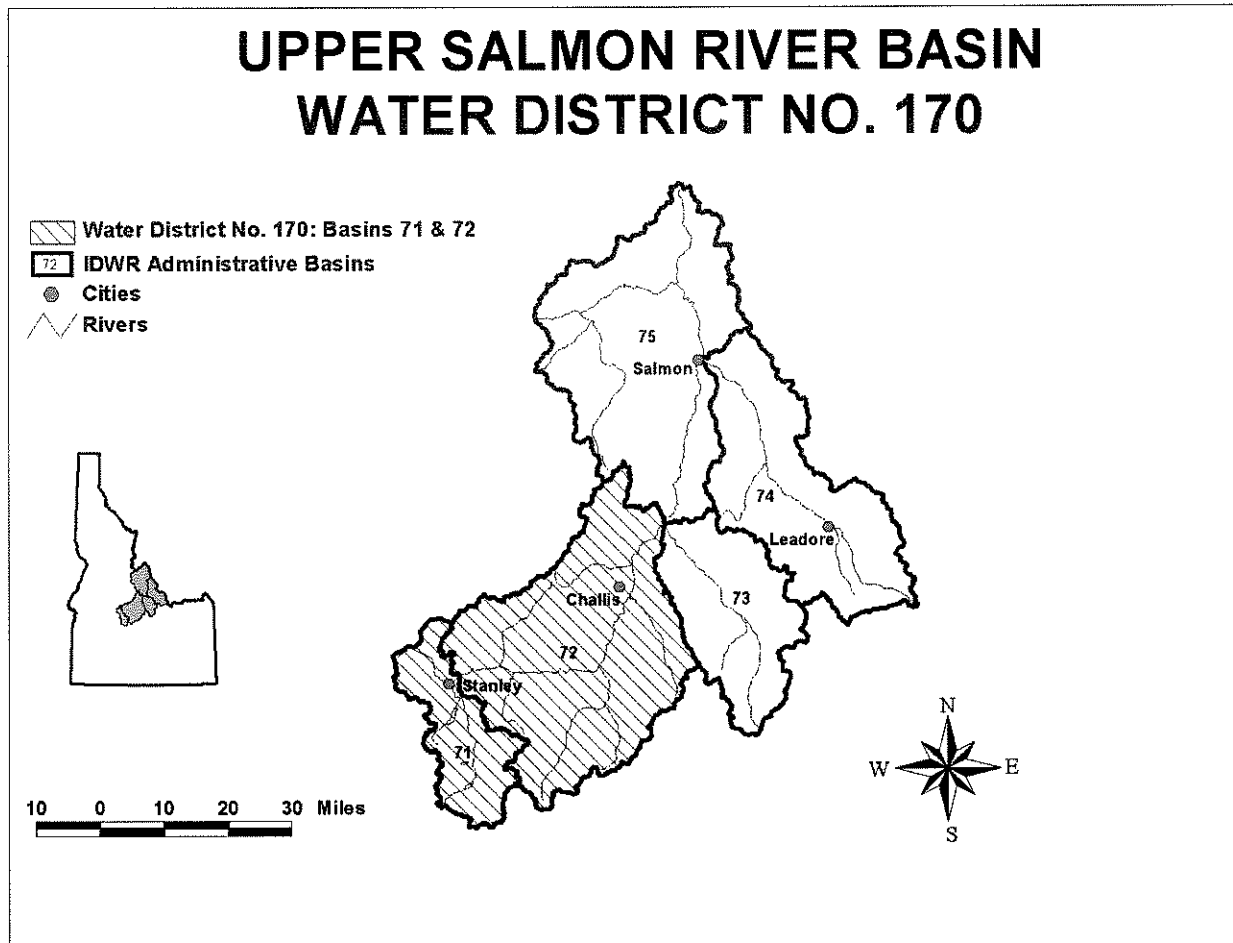 UPPER SALMON RIVER BASIN
WATER DISTRICT NO. 170
Water District No. 170: Basins 71 & 72
72 IDWR Administrative Basins
Cities
Rivers
75
Salmon
74
Leadore
Challis
73
72
Stanley
71
N
W E
S
10 0 10 20 30 Miles